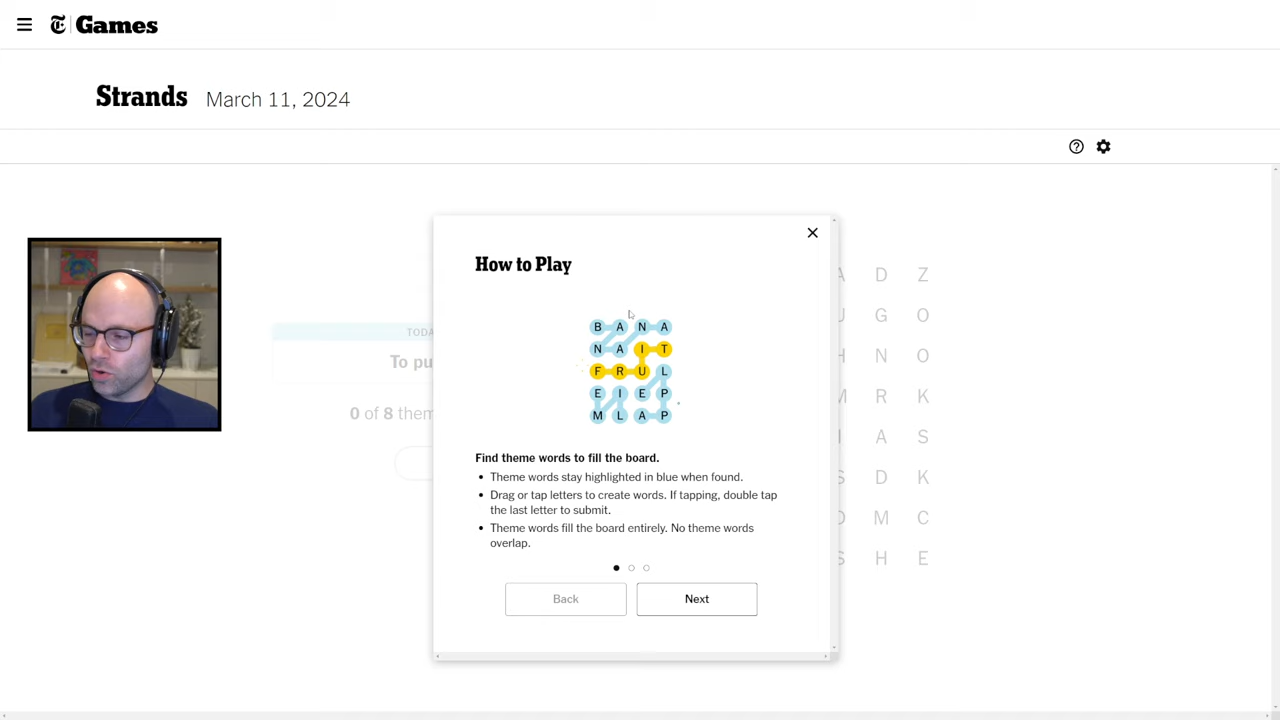 Games
Strands March 11, 2024
How to Play
B A N A
N A I T
F R U L
E I E P
M L A P
TODA
To pu
0 of 8 them
D Z
G O
N O
R K
A S
D K
M C
H E
Find theme words to fill the board.
• Theme words stay highlighted in blue when found.
• Drag or tap letters to create words. If tapping, double tap
the last letter to submit.
• Theme words fill the board entirely. No theme words
overlap.
Back Next